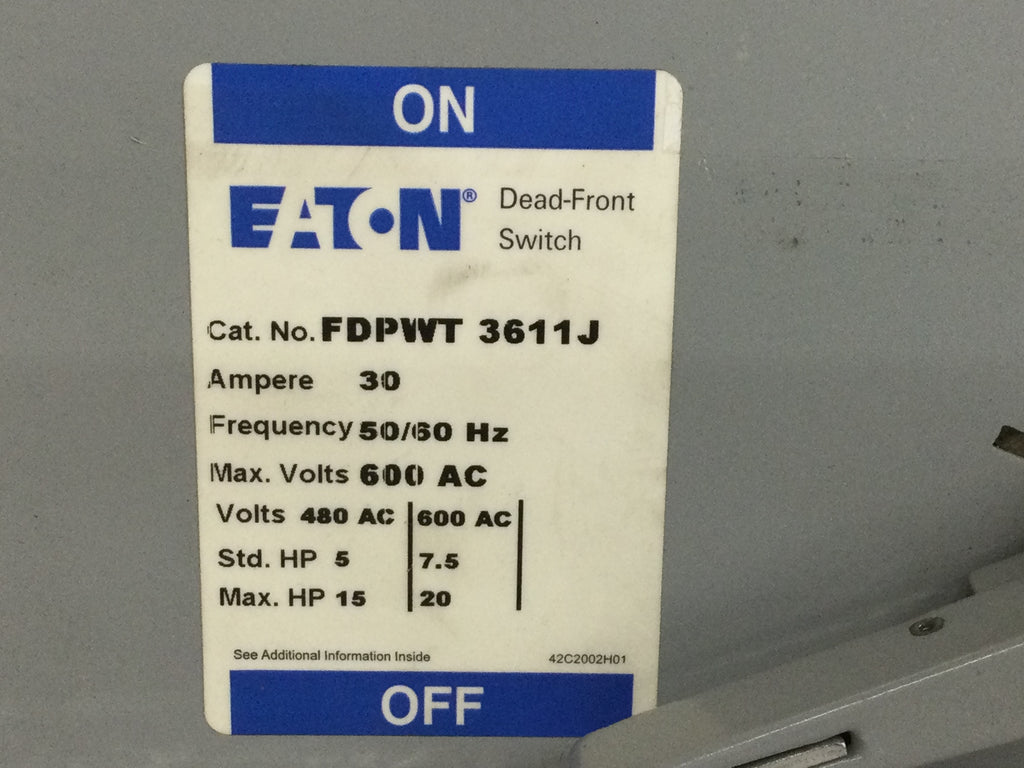 ON
EATON® Dead-Front
Switch
Cat. No. FDPWT 3611J
Ampere 30
Frequency 50/60 Hz
Max. Volts 600 AC
Volts 480 AC 600 AC
Std. HP 5 7.5
Max. HP 15 20
See Additional Information Inside 42C2002H01
OFF